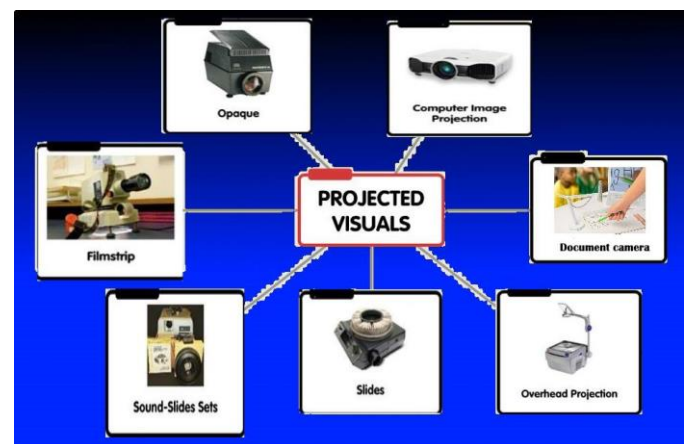 Opaque
Computer Image
Projection
PROJECTED
VISUALS
Filmstrip
Document camera
Sound-Slides Sets
Slides
Overhead Projection